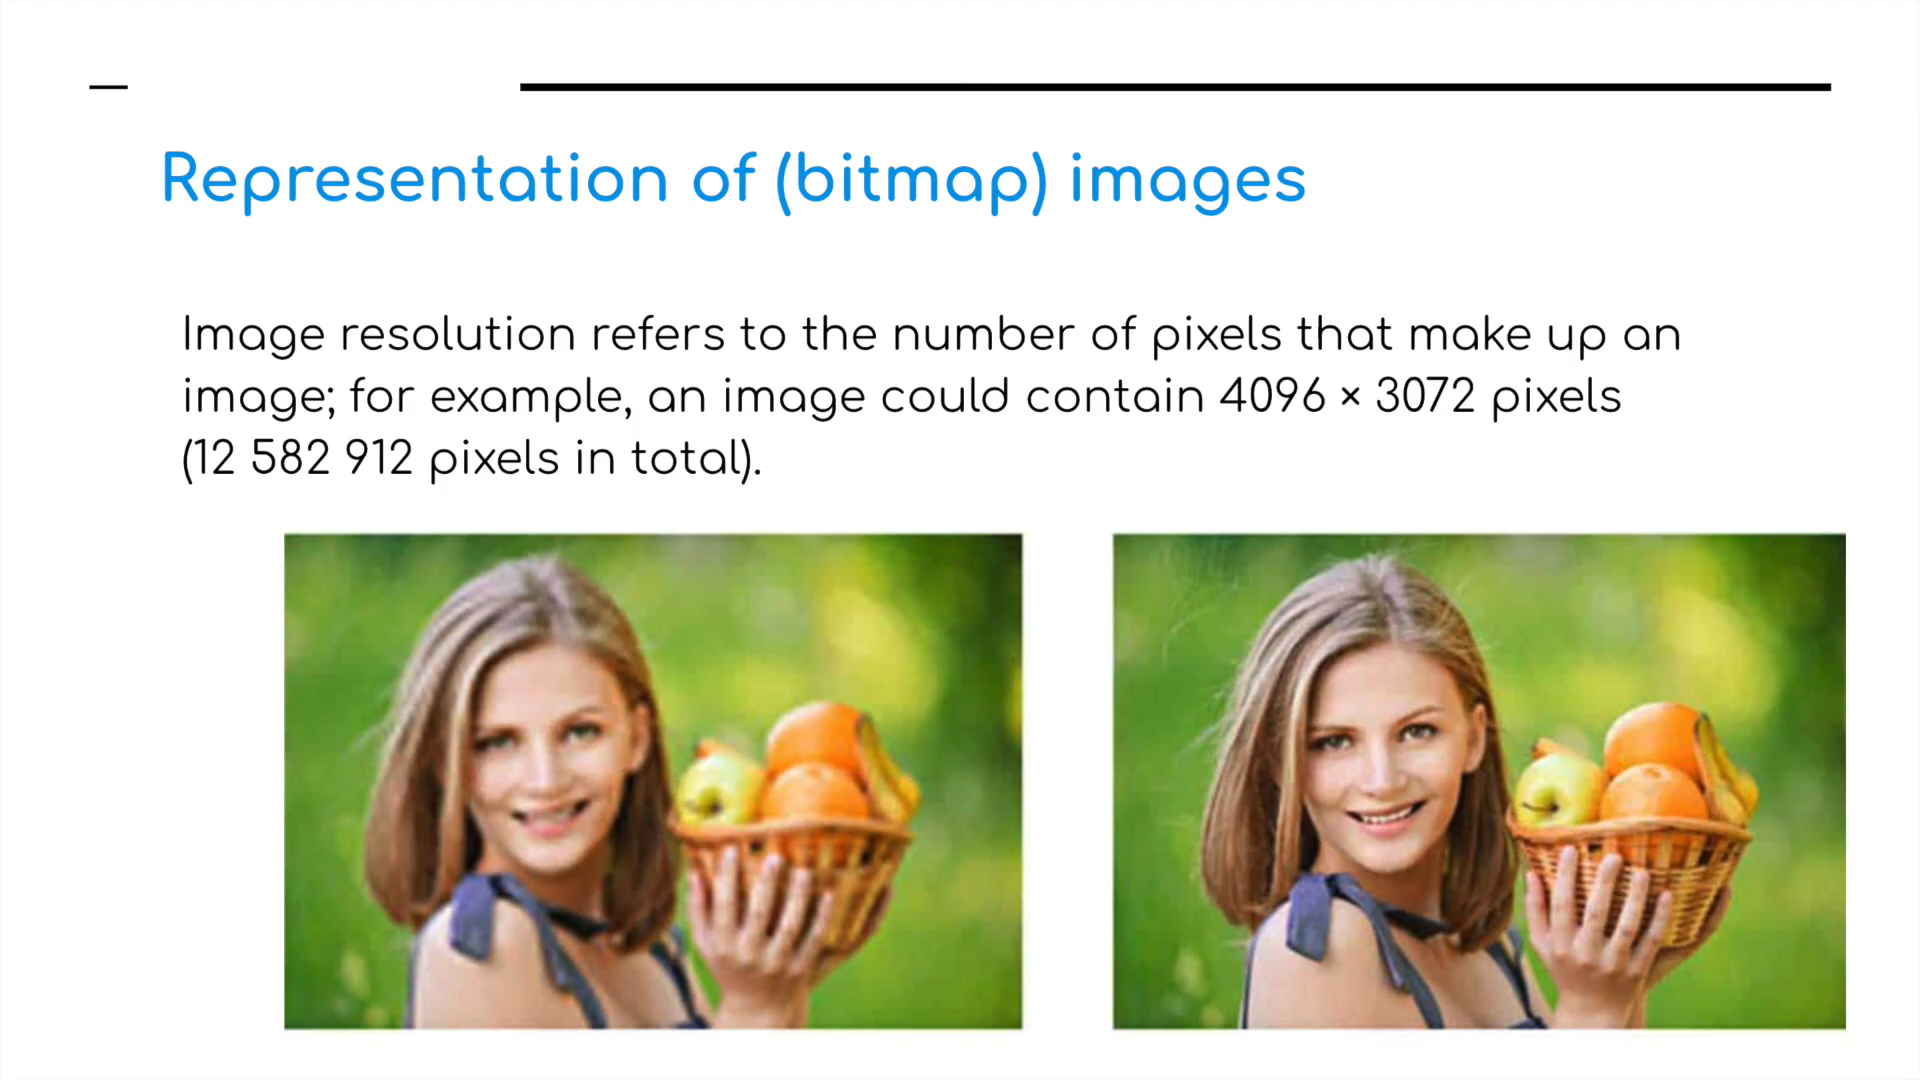 Representation of (bitmap) images
Image resolution refers to the number of pixels that make up an
image; for example, an image could contain 4096 × 3072 pixels
(12 582 912 pixels in total).